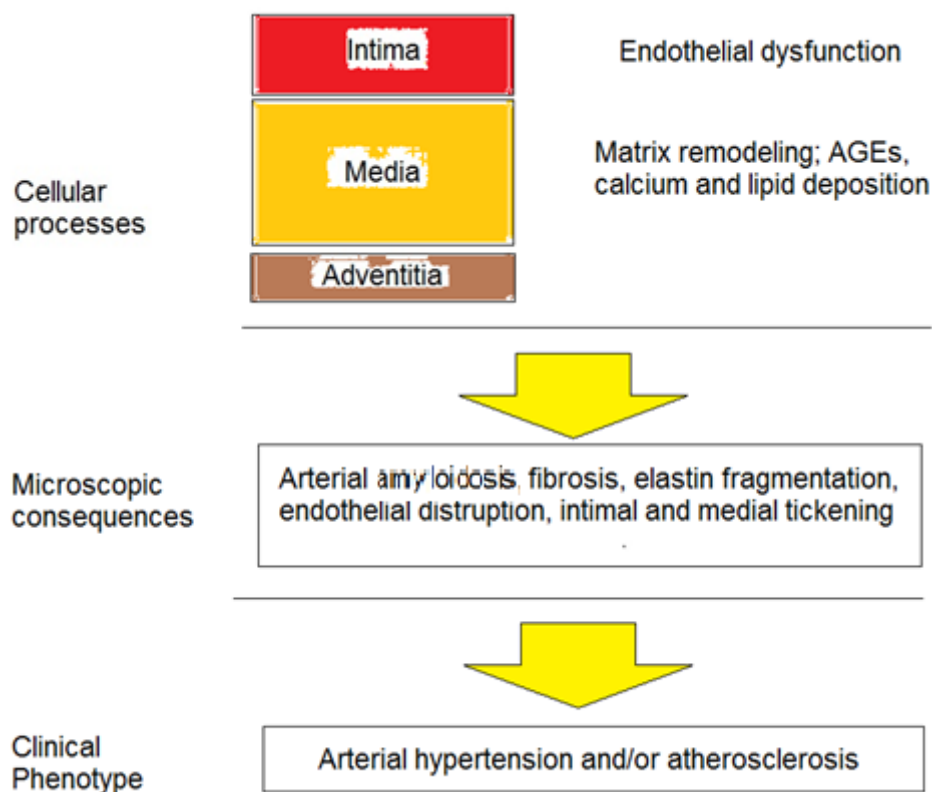 Intima
Endothelial dysfunction
Media
Matrix remodeling; AGEs,
calcium and lipid deposition
Cellular
processes
Adventitia
Microscopic
consequences
Arterial amyloidosis, fibrosis, elastin fragmentation,
endothelial distruption, intimal and medial tickening
Clinical
Phenotype
Arterial hypertension and/or atherosclerosis